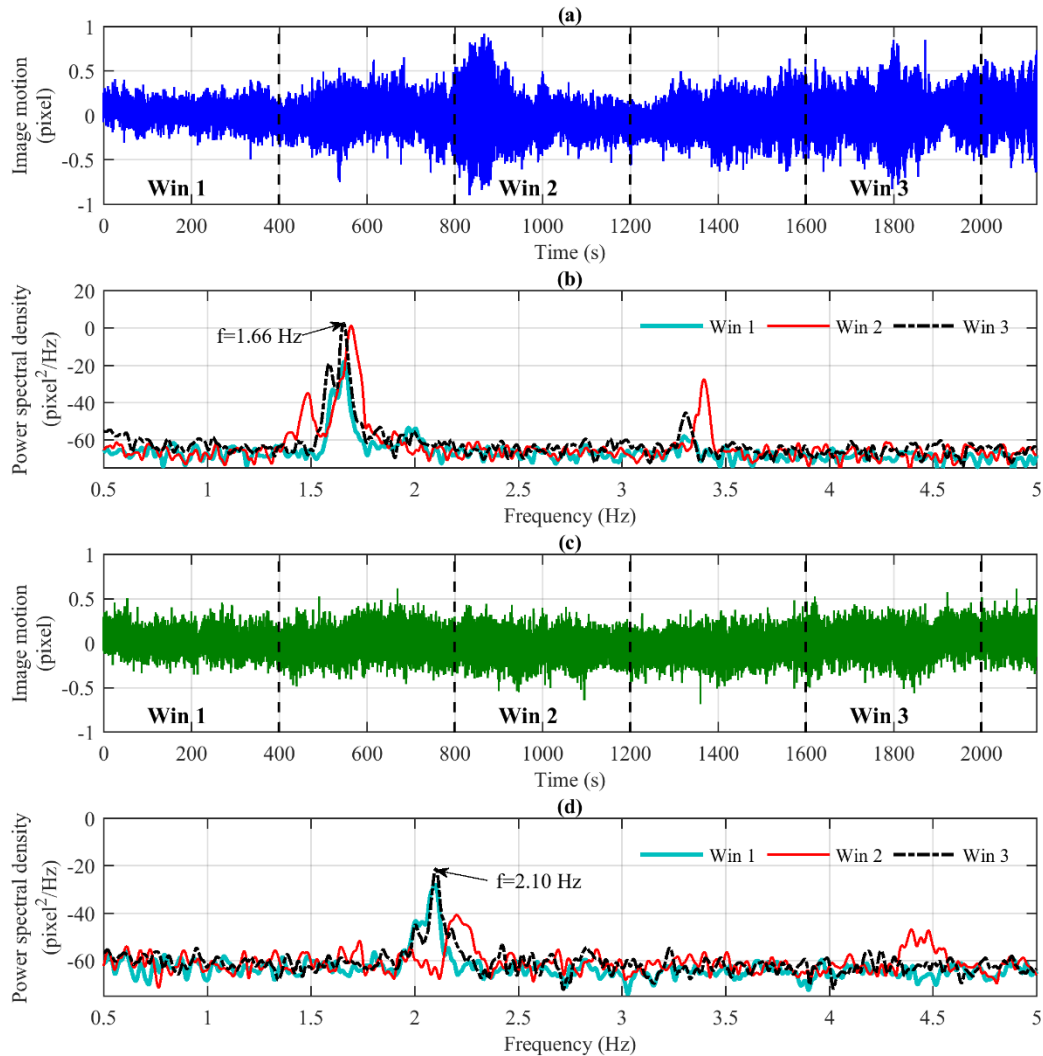 (a)
Image motion
(pixel)
1
0.5
0
-0.5
-1
Win 1 Win 2 Win 3
0 200 400 600 800 1000 1200 1400 1600 1800 2000
Time (s)
(b)
Power spectral density
(pixel²/Hz)
20
0
-20
-40
-60
f=1.66 Hz
Win 1 Win 2 Win 3
0.5 1 1.5 2 2.5 3 3.5 4 4.5 5
Frequency (Hz)
(c)
Image motion
(pixel)
1
0.5
0
-0.5
-1
Win 1 Win 2 Win 3
0 200 400 600 800 1000 1200 1400 1600 1800 2000
Time (s)
(d)
Power spectral density
(pixel²/Hz)
0
-20
-40
-60
Win 1 Win 2 Win 3
f=2.10 Hz
0.5 1 1.5 2 2.5 3 3.5 4 4.5 5
Frequency (Hz)